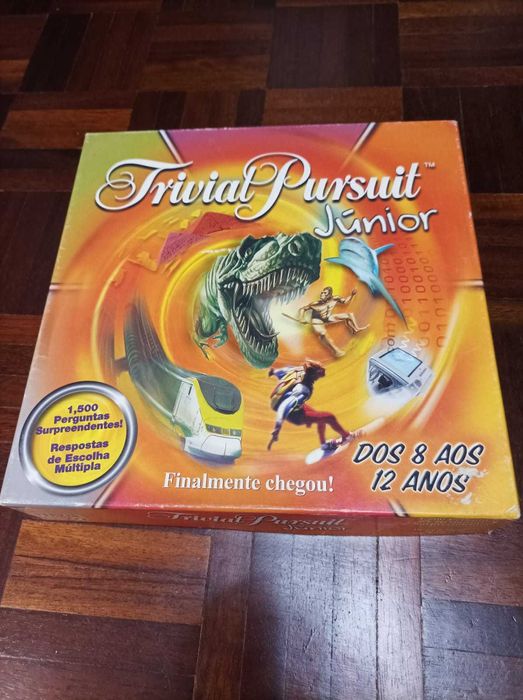 Trivial Pursuit™
Júnior
1,500
Perguntas
Surpreendentes!
Respostas
de Escolha
Múltipla
DOS 8 AOS
12 ANOS
Finalmente chegou!
Trivial Pursuit
Júnior